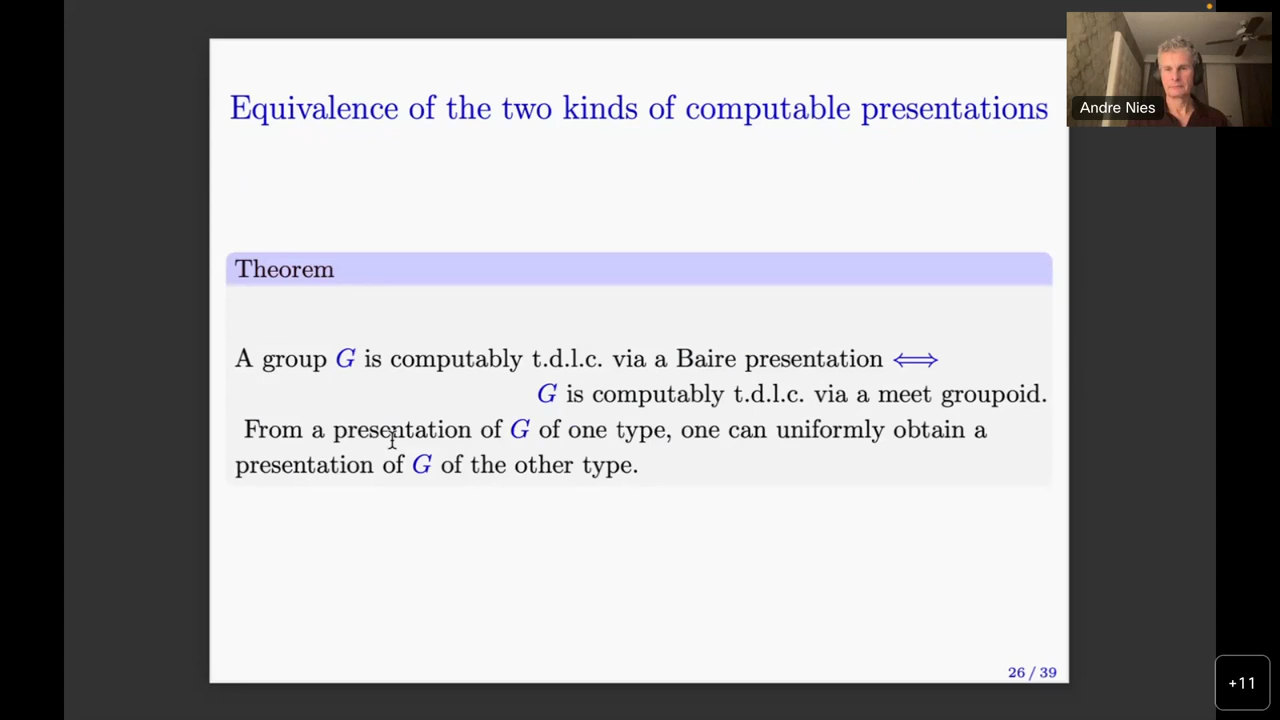 Equivalence of the two kinds of computable presentations
Andre Nies
Theorem
A group G is computably t.d.l.c. via a Baire presentation ⟺
G is computably t.d.l.c. via a meet groupoid.
From a presentation of G of one type, one can uniformly obtain a
presentation of G of the other type.
26 / 39
+11